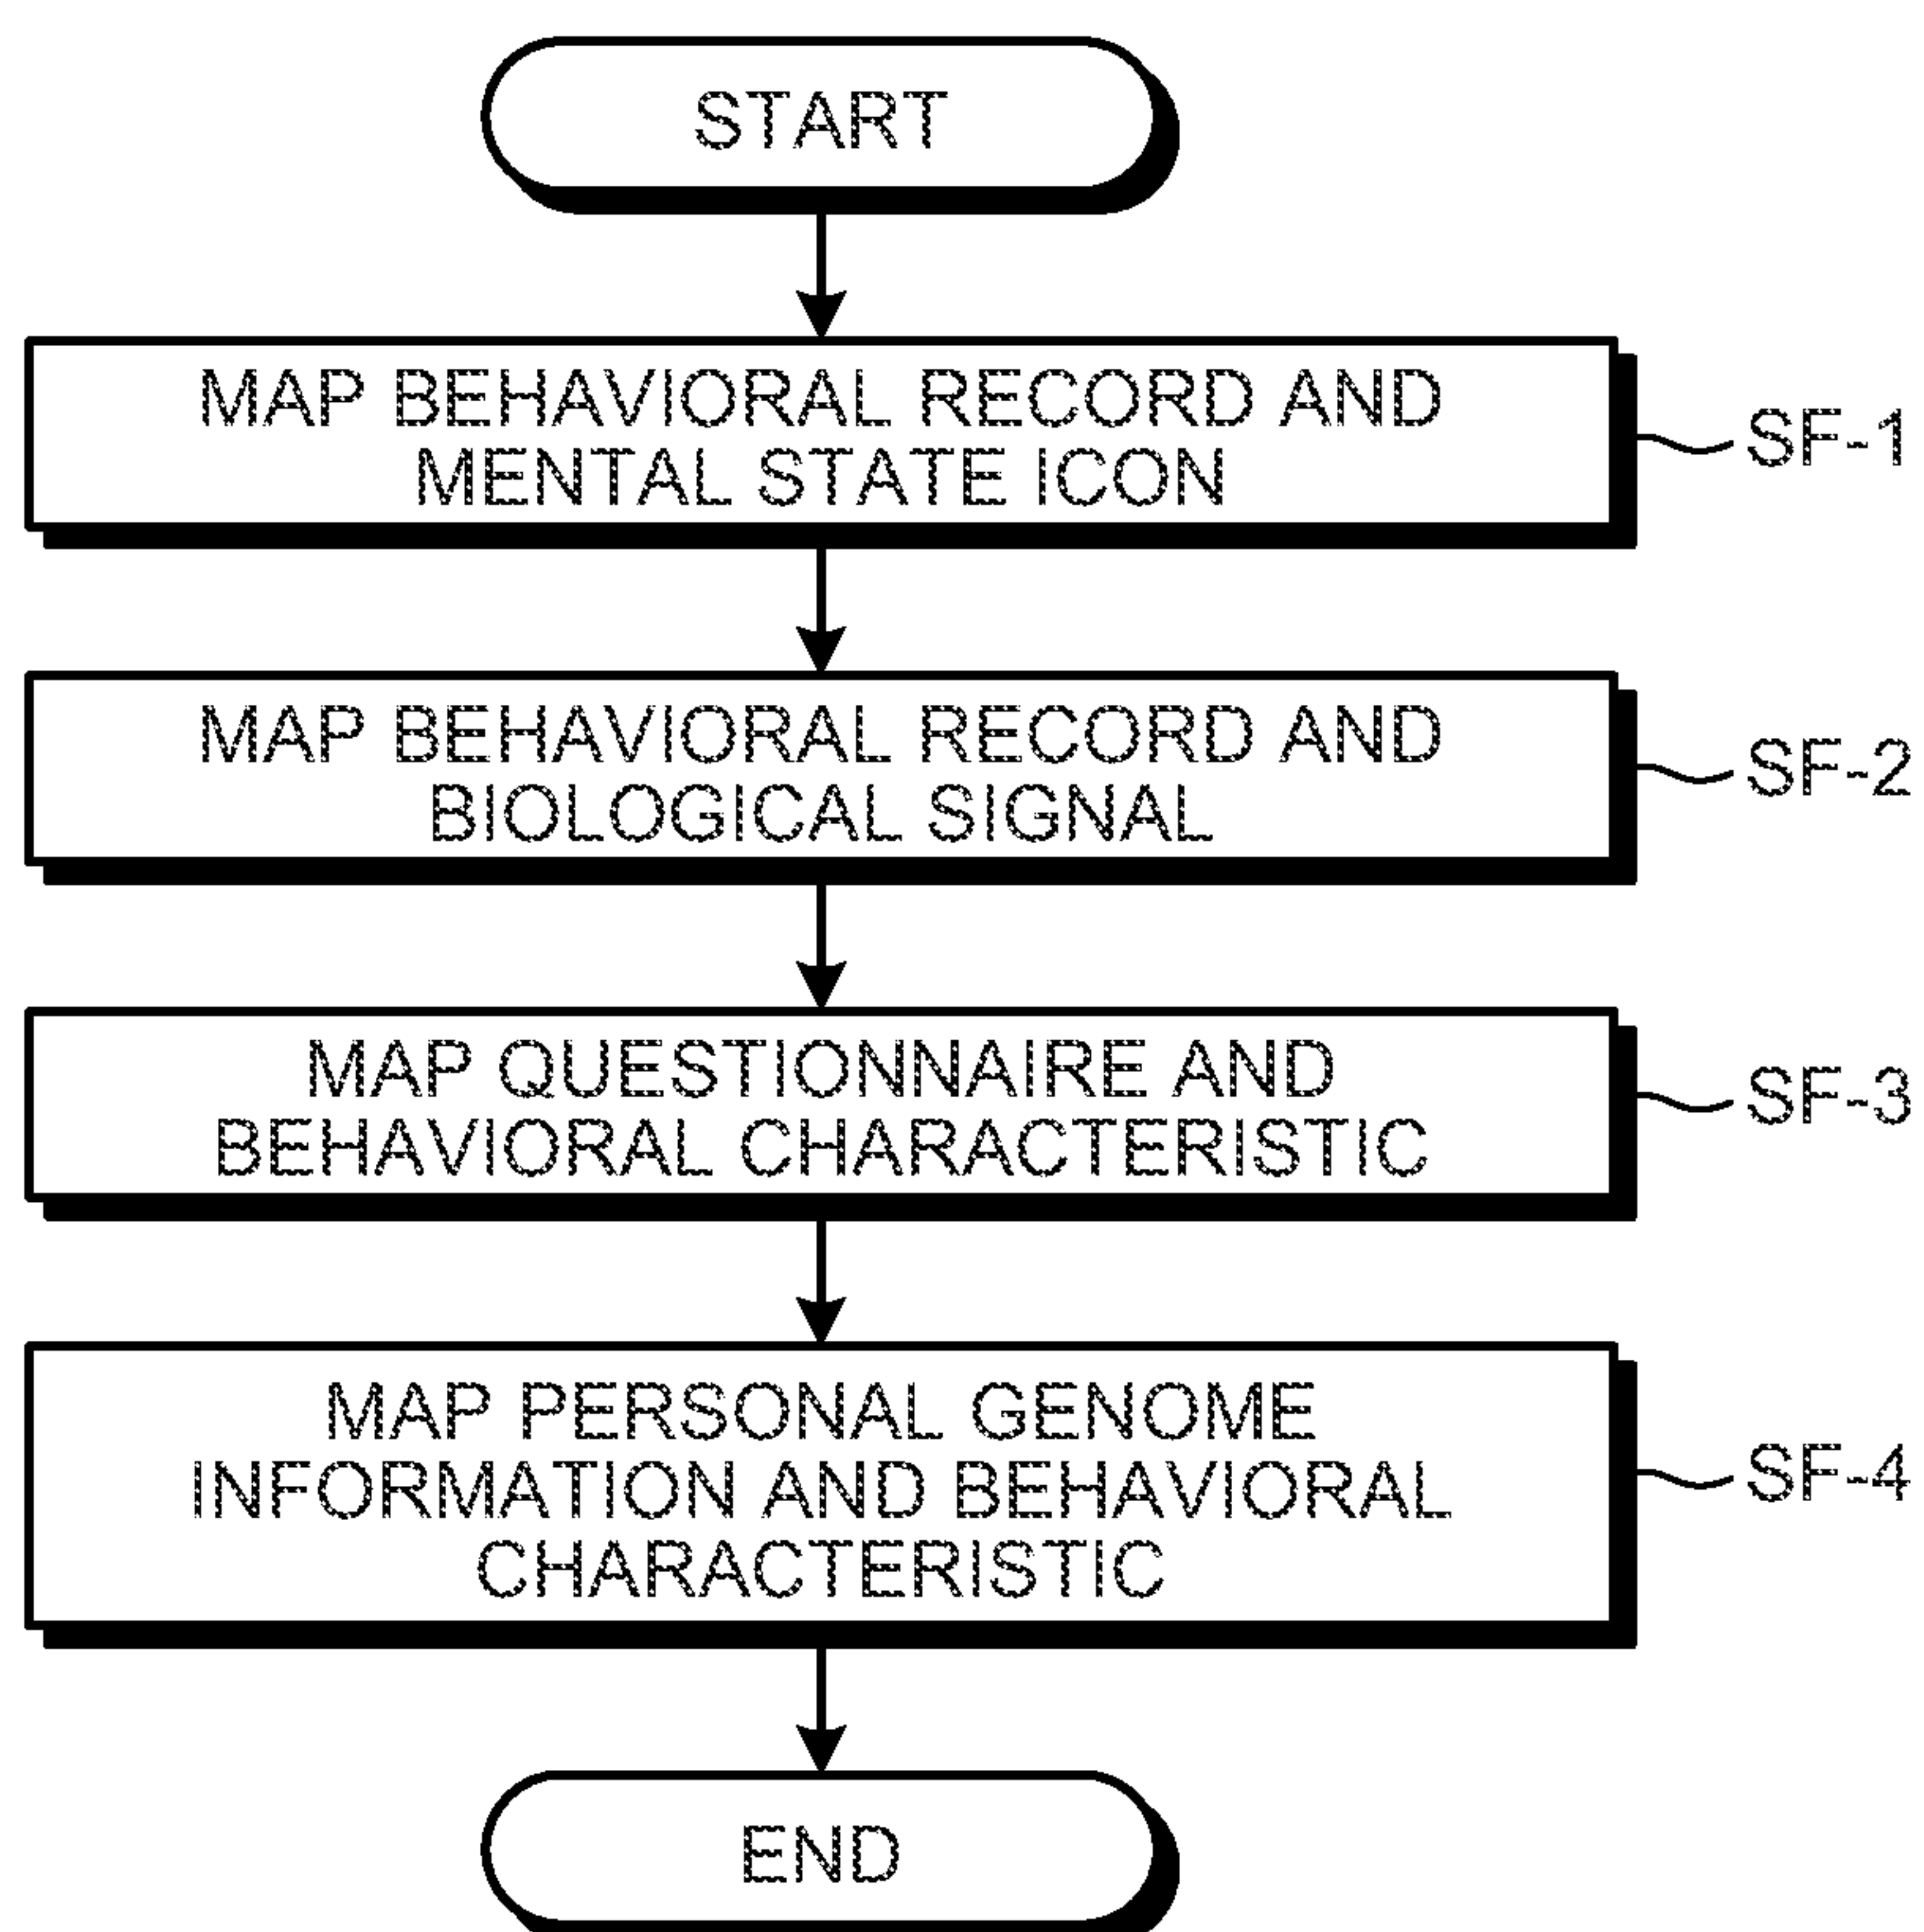 START
MAP BEHAVIORAL RECORD AND
MENTAL STATE ICON
SF-1
MAP BEHAVIORAL RECORD AND
BIOLOGICAL SIGNAL
SF-2
MAP QUESTIONNAIRE AND
BEHAVIORAL CHARACTERISTIC
SF-3
MAP PERSONAL GENOME
INFORMATION AND BEHAVIORAL
CHARACTERISTIC
SF-4
END